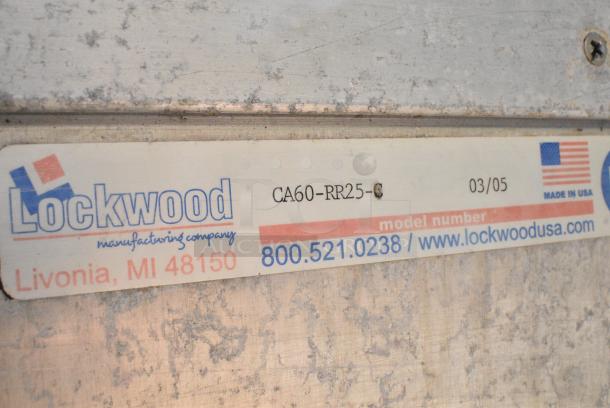 Lockwood
manufacturing company
Livonia, MI 48150
CA60-RR25-C
03/05
model number
800.521.0238 / www.lockwoodusa.com
MADE IN USA